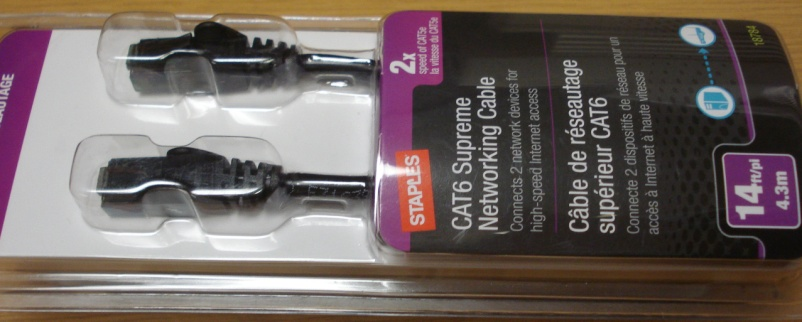 2x
speed of CAT5e
la vitesse du CAT5e
STAPLES
CAT6 Supreme
Networking Cable
Connects 2 network devices for
high-speed Internet access
Câble de réseautage
supérieur CAT6
Connecte 2 dispositifs de réseau pour un
accès à Internet à haute vitesse
18784
14 ft/pi
4.3m